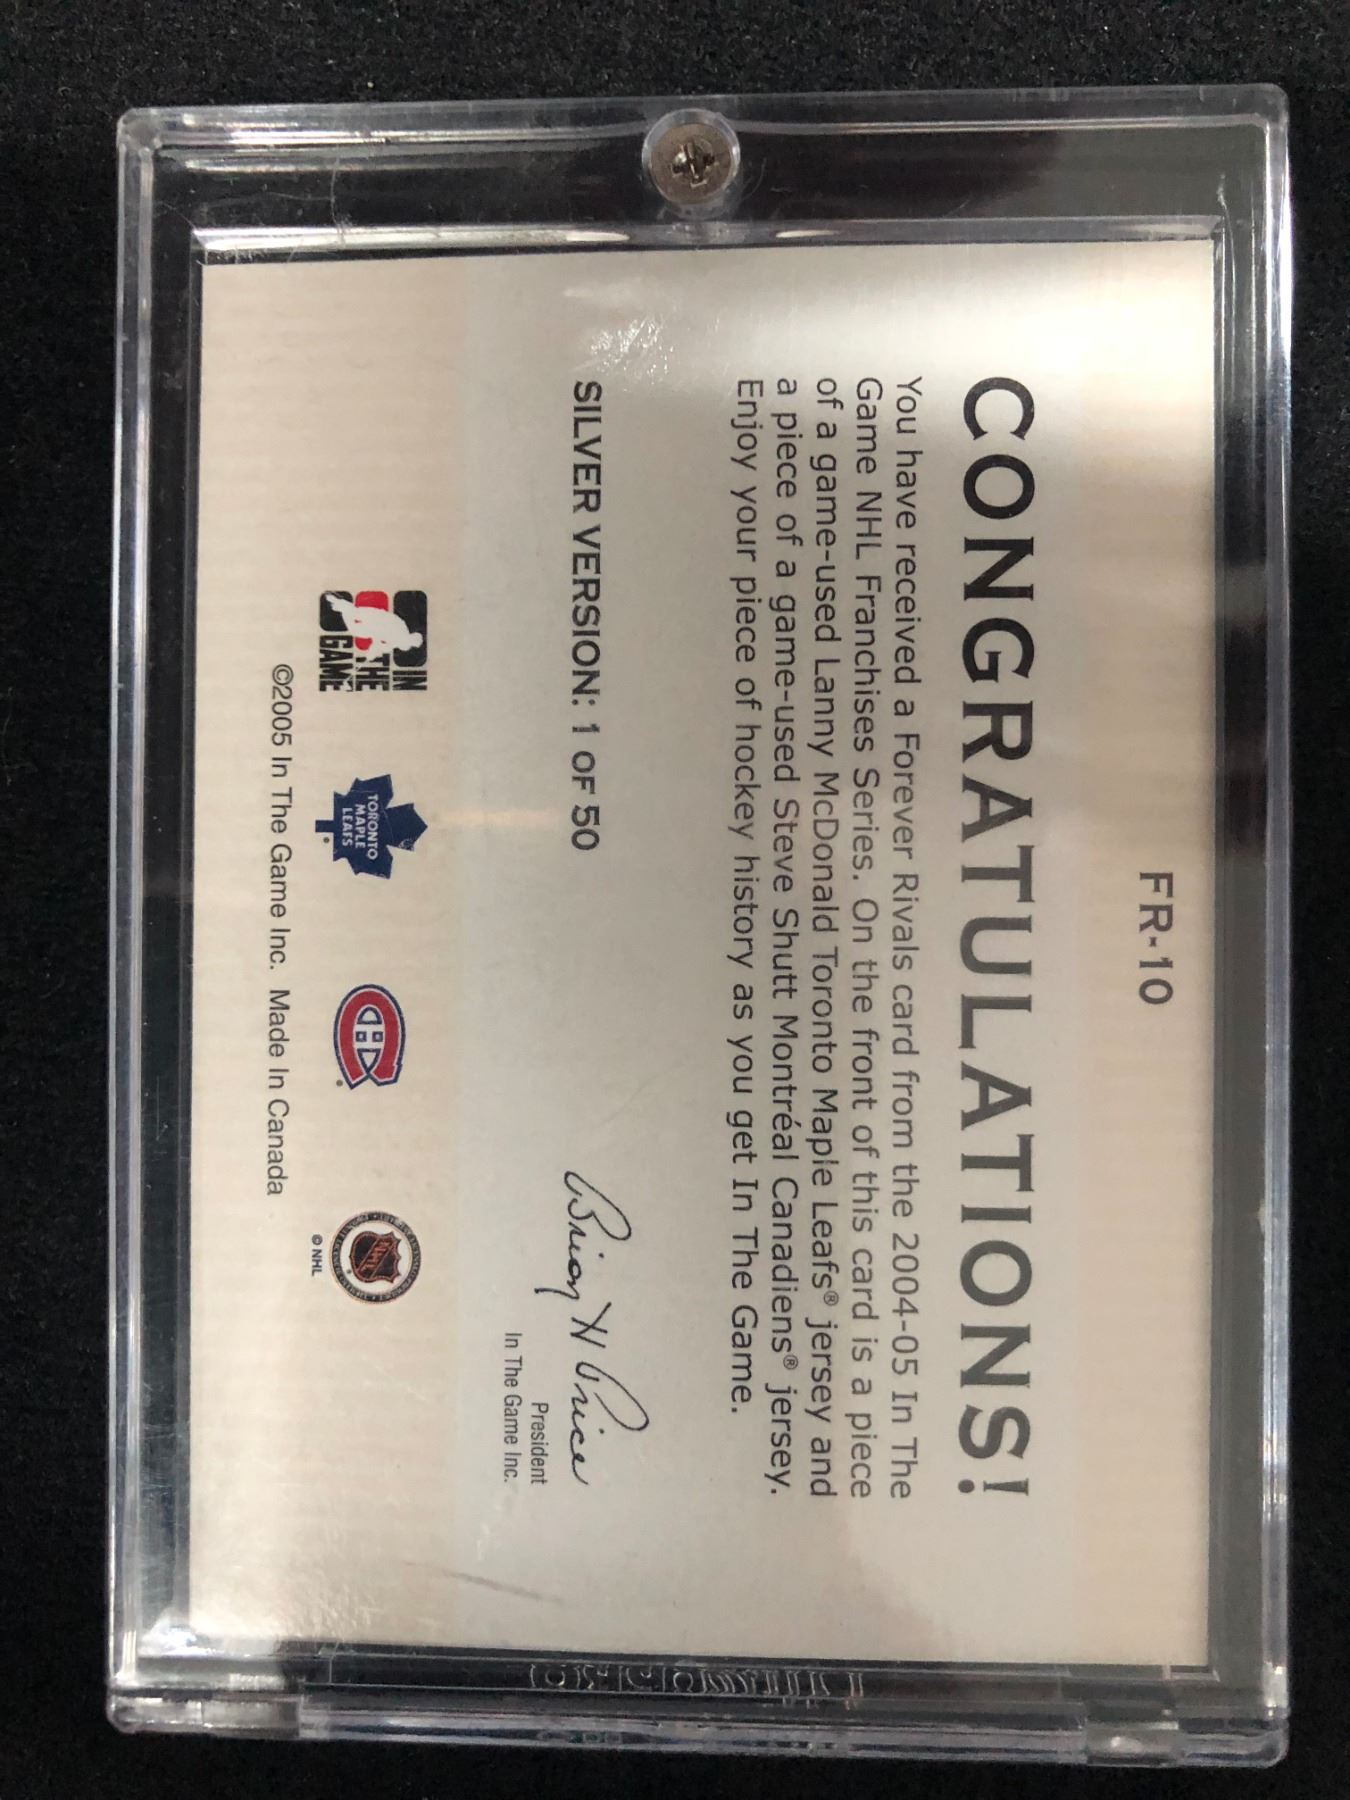 FR-10
CONGRATULATIONS!
You have received a Forever Rivals card from the 2004-05 In The
Game NHL Franchises Series. On the front of this card is a piece
of a game-used Lanny McDonald Toronto Maple Leafs® jersey and
a piece of a game-used Steve Shutt Montréal Canadiens® jersey.
Enjoy your piece of hockey history as you get In The Game.
SILVER VERSION: 1 OF 50
Brian H Price
President
In The Game Inc.
IN
THE
GAME
TORONTO
MAPLE
LEAFS
®
®
NHL
© NHL
©2005 In The Game Inc. Made In Canada